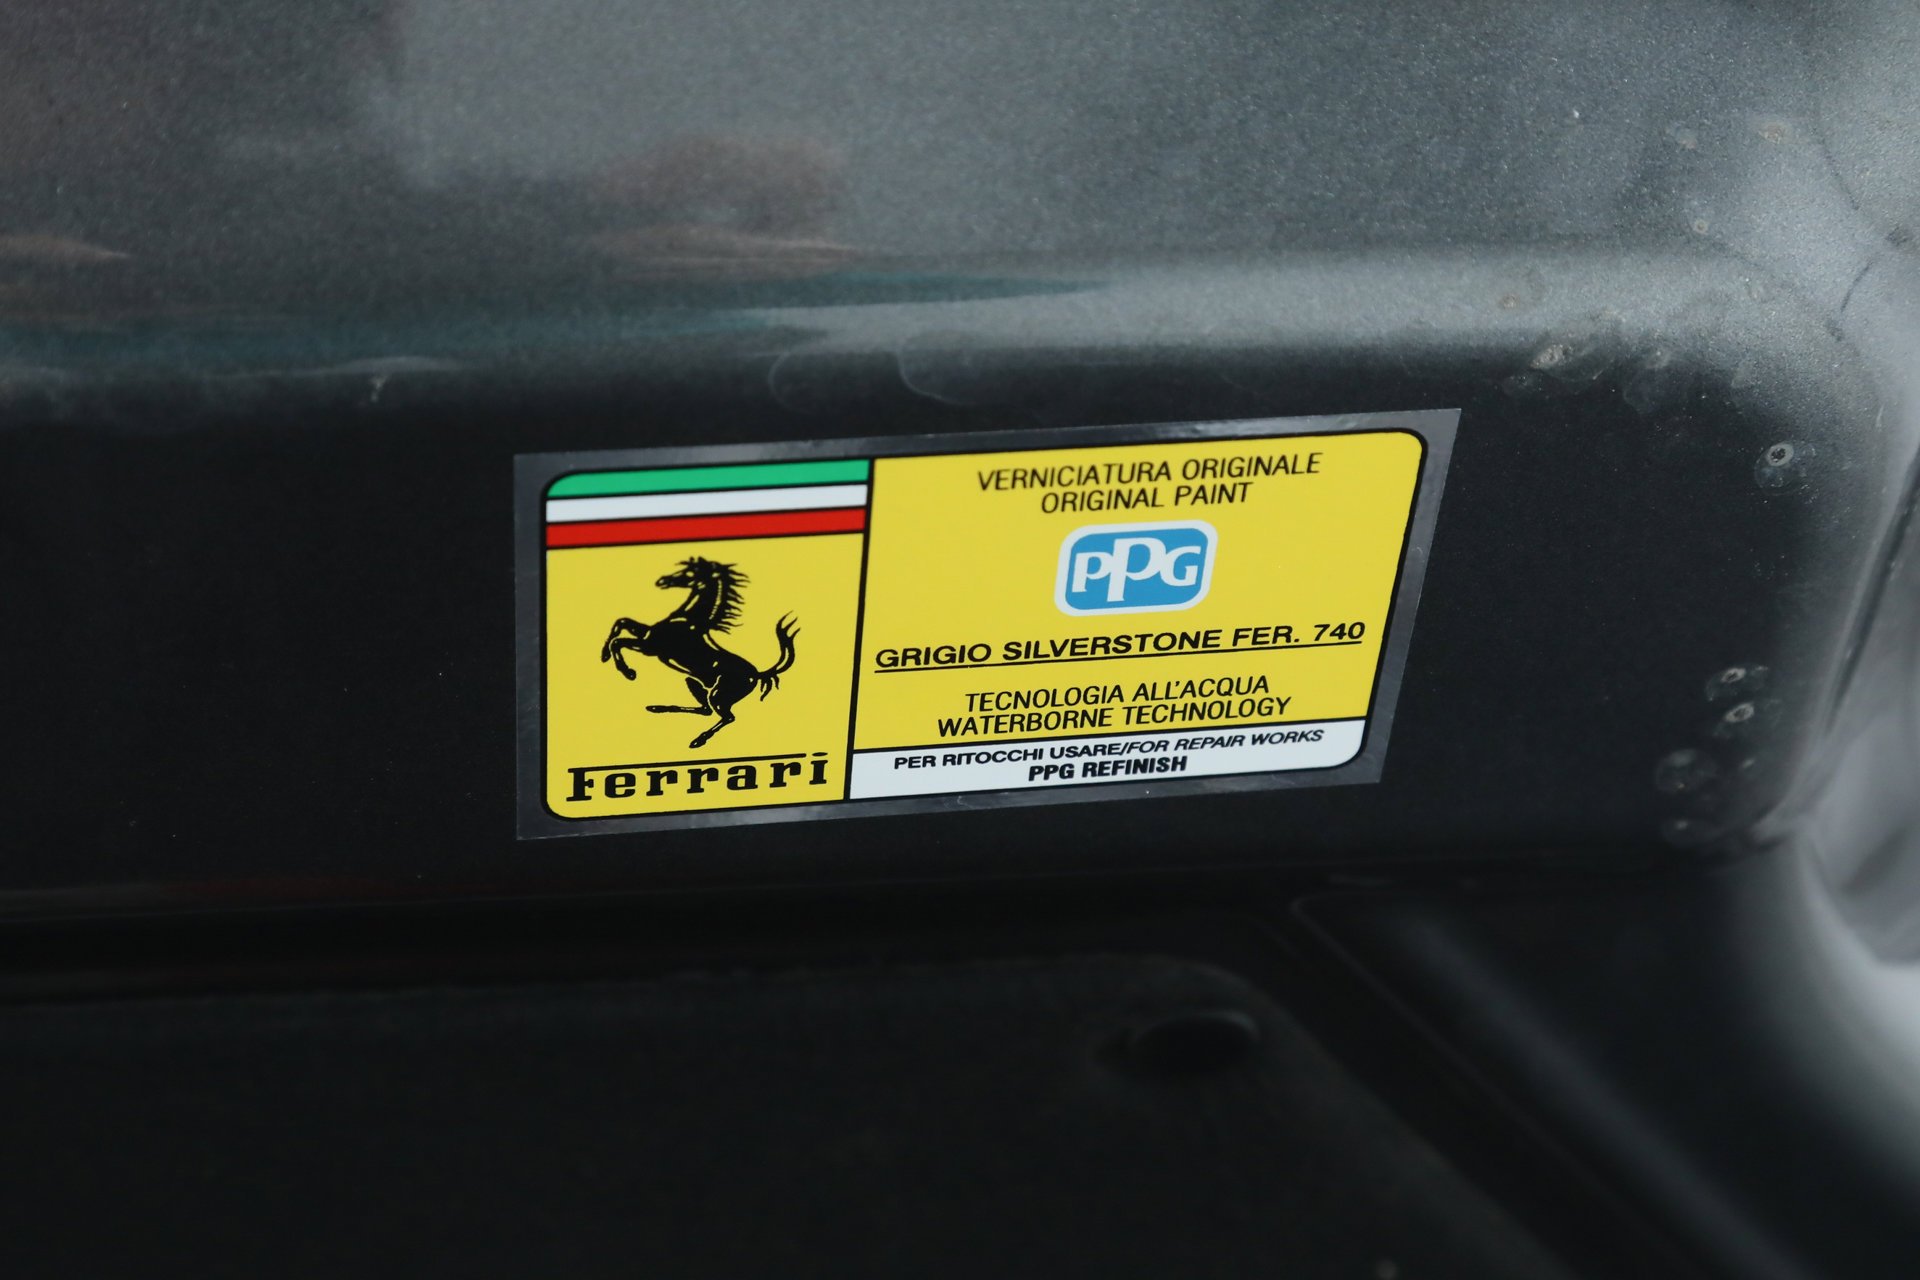 Ferrari
VERNICIATURA ORIGINALE
ORIGINAL PAINT
PPG
GRIGIO SILVERSTONE FER. 740
TECNOLOGIA ALL'ACQUA
WATERBORNE TECHNOLOGY
PER RITOCCHI USARE/FOR REPAIR WORKS
PPG REFINISH